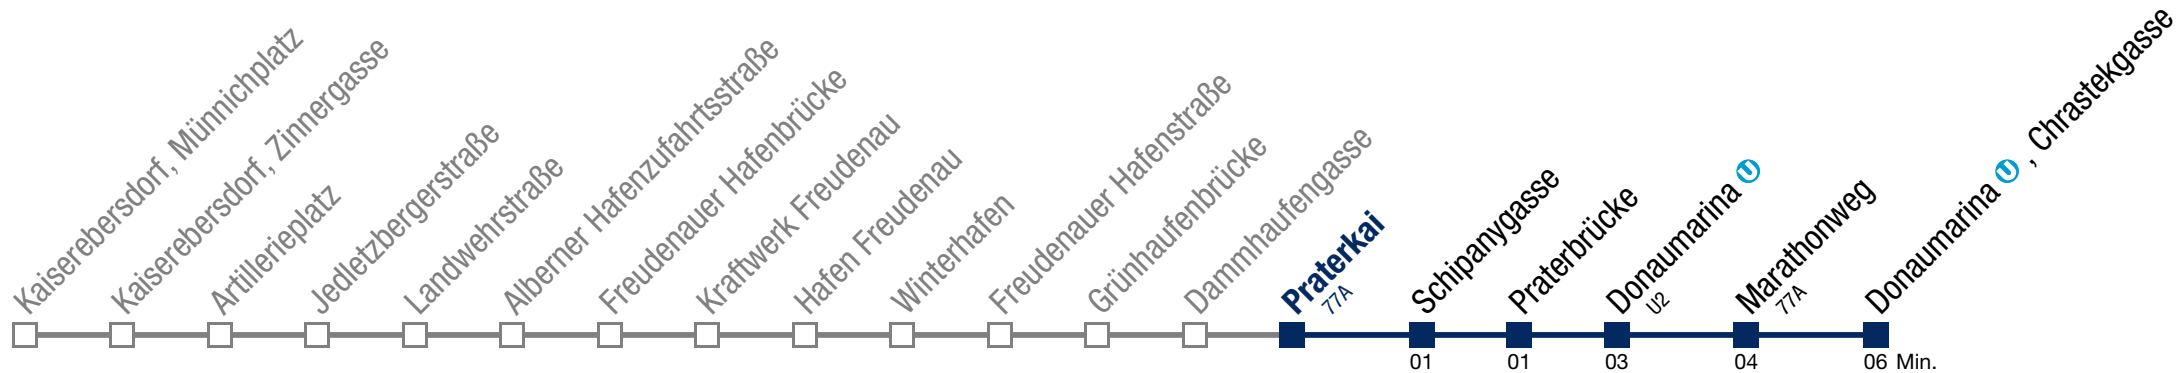 Kaiserebersdorf, Münnichplatz
Kaiserebersdorf, Zinnergasse
Artillerieplatz
Jedletzbergerstraße
Landwehrstraße
Alberner Hafenzufahrtsstraße
Freudenauer Hafenbrücke
Kraftwerk Freudenau
Hafen Freudenau
Winterhafen
Freudenauer Hafenstraße
Grünhaufenbrücke
Dammhaufengasse
Praterkai
77A
Schipanygasse
Praterbrücke
Donaumarina U
U2
Marathonweg
77A
Donaumarina U, Chrastekgasse
01 01 03 04 06 Min.